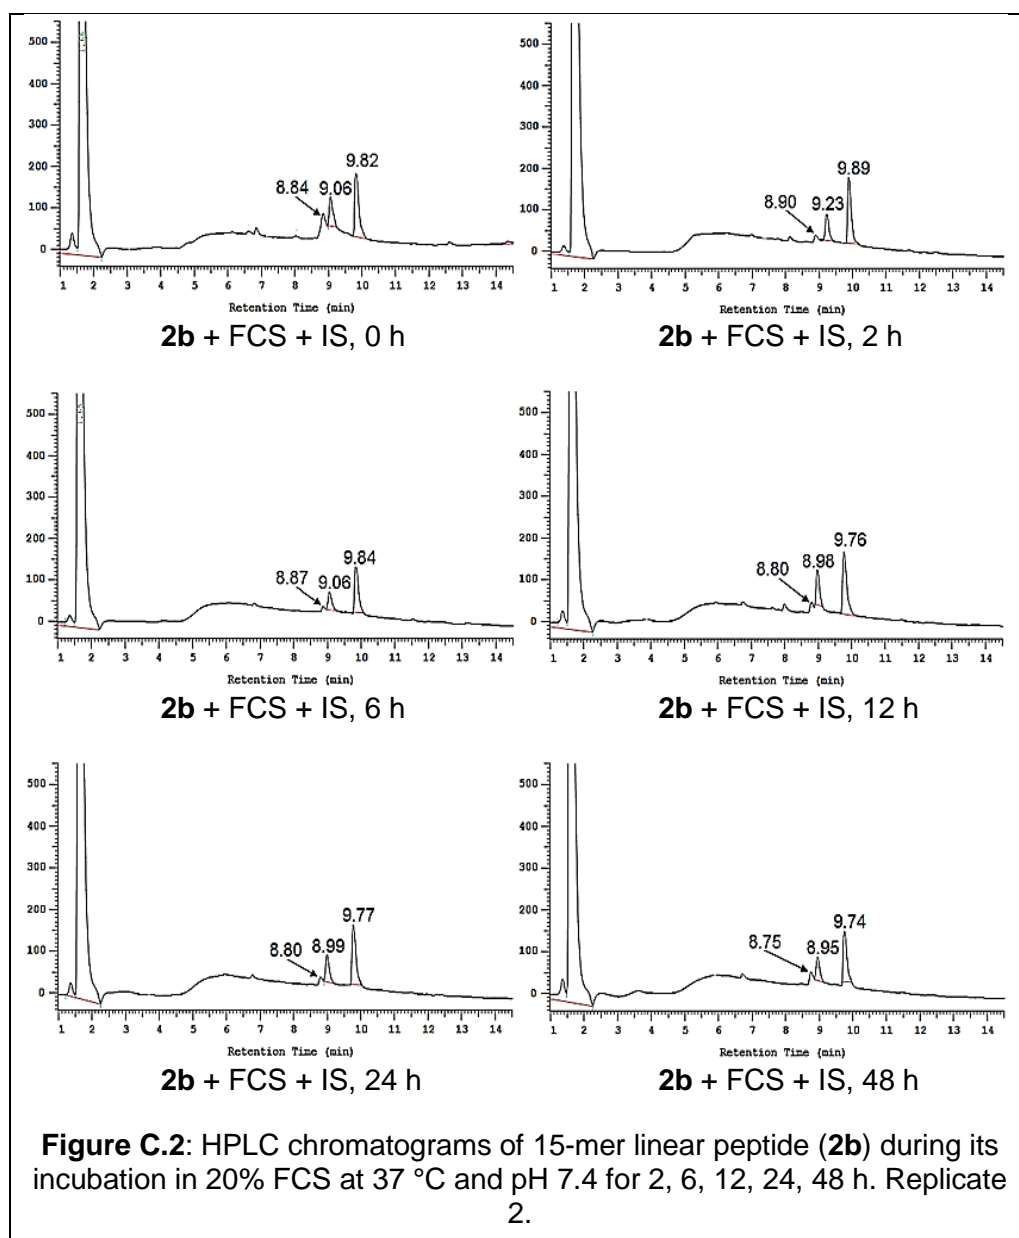 500
400
300
200
100
0
1.65
8.84
9.06
9.82
1 2 3 4 5 6 7 8 9 10 11 12 13 14
Retention Time (min)
2b + FCS + IS, 0 h
500
400
300
200
100
0
8.90
9.23
9.89
1 2 3 4 5 6 7 8 9 10 11 12 13 14
Retention Time (min)
2b + FCS + IS, 2 h
500
400
300
200
100
0
1.65
8.87
9.06
9.84
1 2 3 4 5 6 7 8 9 10 11 12 13 14
Retention Time (min)
2b + FCS + IS, 6 h
500
400
300
200
100
0
8.80
8.98
9.76
1 2 3 4 5 6 7 8 9 10 11 12 13 14
Retention Time (min)
2b + FCS + IS, 12 h
500
400
300
200
100
0
8.80
8.99
9.77
1 2 3 4 5 6 7 8 9 10 11 12 13 14
Retention Time (min)
2b + FCS + IS, 24 h
500
400
300
200
100
0
8.75
8.95
9.74
1 2 3 4 5 6 7 8 9 10 11 12 13 14
Retention Time (min)
2b + FCS + IS, 48 h
Figure C.2: HPLC chromatograms of 15-mer linear peptide (2b) during its
incubation in 20% FCS at 37 °C and pH 7.4 for 2, 6, 12, 24, 48 h. Replicate
2.